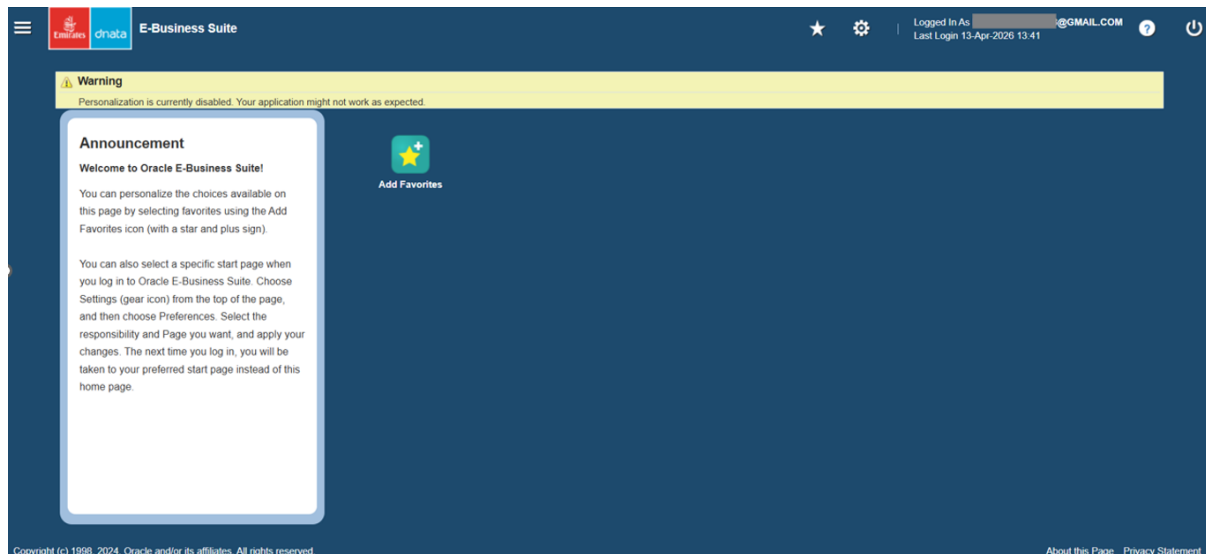 Emirates
dnata
E-Business Suite
Logged In As @GMAIL.COM
Last Login 13-Apr-2026 13:41
?
Warning
Personalization is currently disabled. Your application might not work as expected.
Announcement
Welcome to Oracle E-Business Suite!
You can personalize the choices available on
this page by selecting favorites using the Add
Favorites icon (with a star and plus sign).
You can also select a specific start page when
you log in to Oracle E-Business Suite. Choose
Settings (gear icon) from the top of the page,
and then choose Preferences. Select the
responsibility and Page you want, and apply your
changes. The next time you log in, you will be
taken to your preferred start page instead of this
home page.
Add Favorites
Copyright (c) 1998, 2024, Oracle and/or its affiliates. All rights reserved.
About this Page Privacy Statement